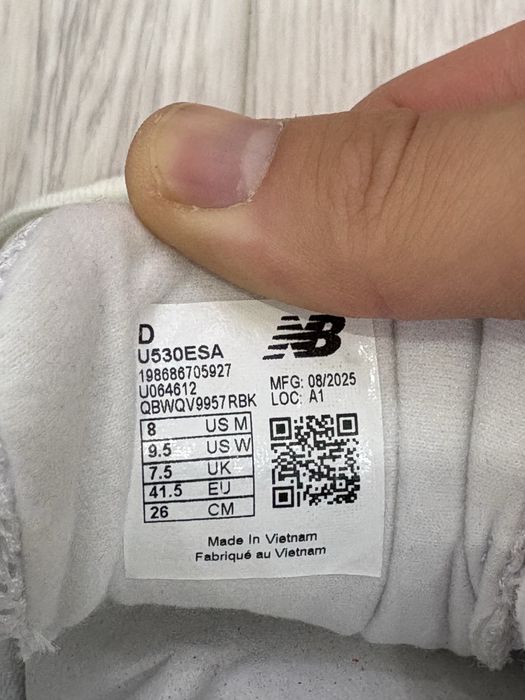 D
U530ESA
198686705927
U064612
QBWQV9957RBK
NB
MFG: 08/2025
LOC: A1
8 US M
9.5 US W
7.5 UK
41.5 EU
26 CM
Made In Vietnam
Fabriqué au Vietnam